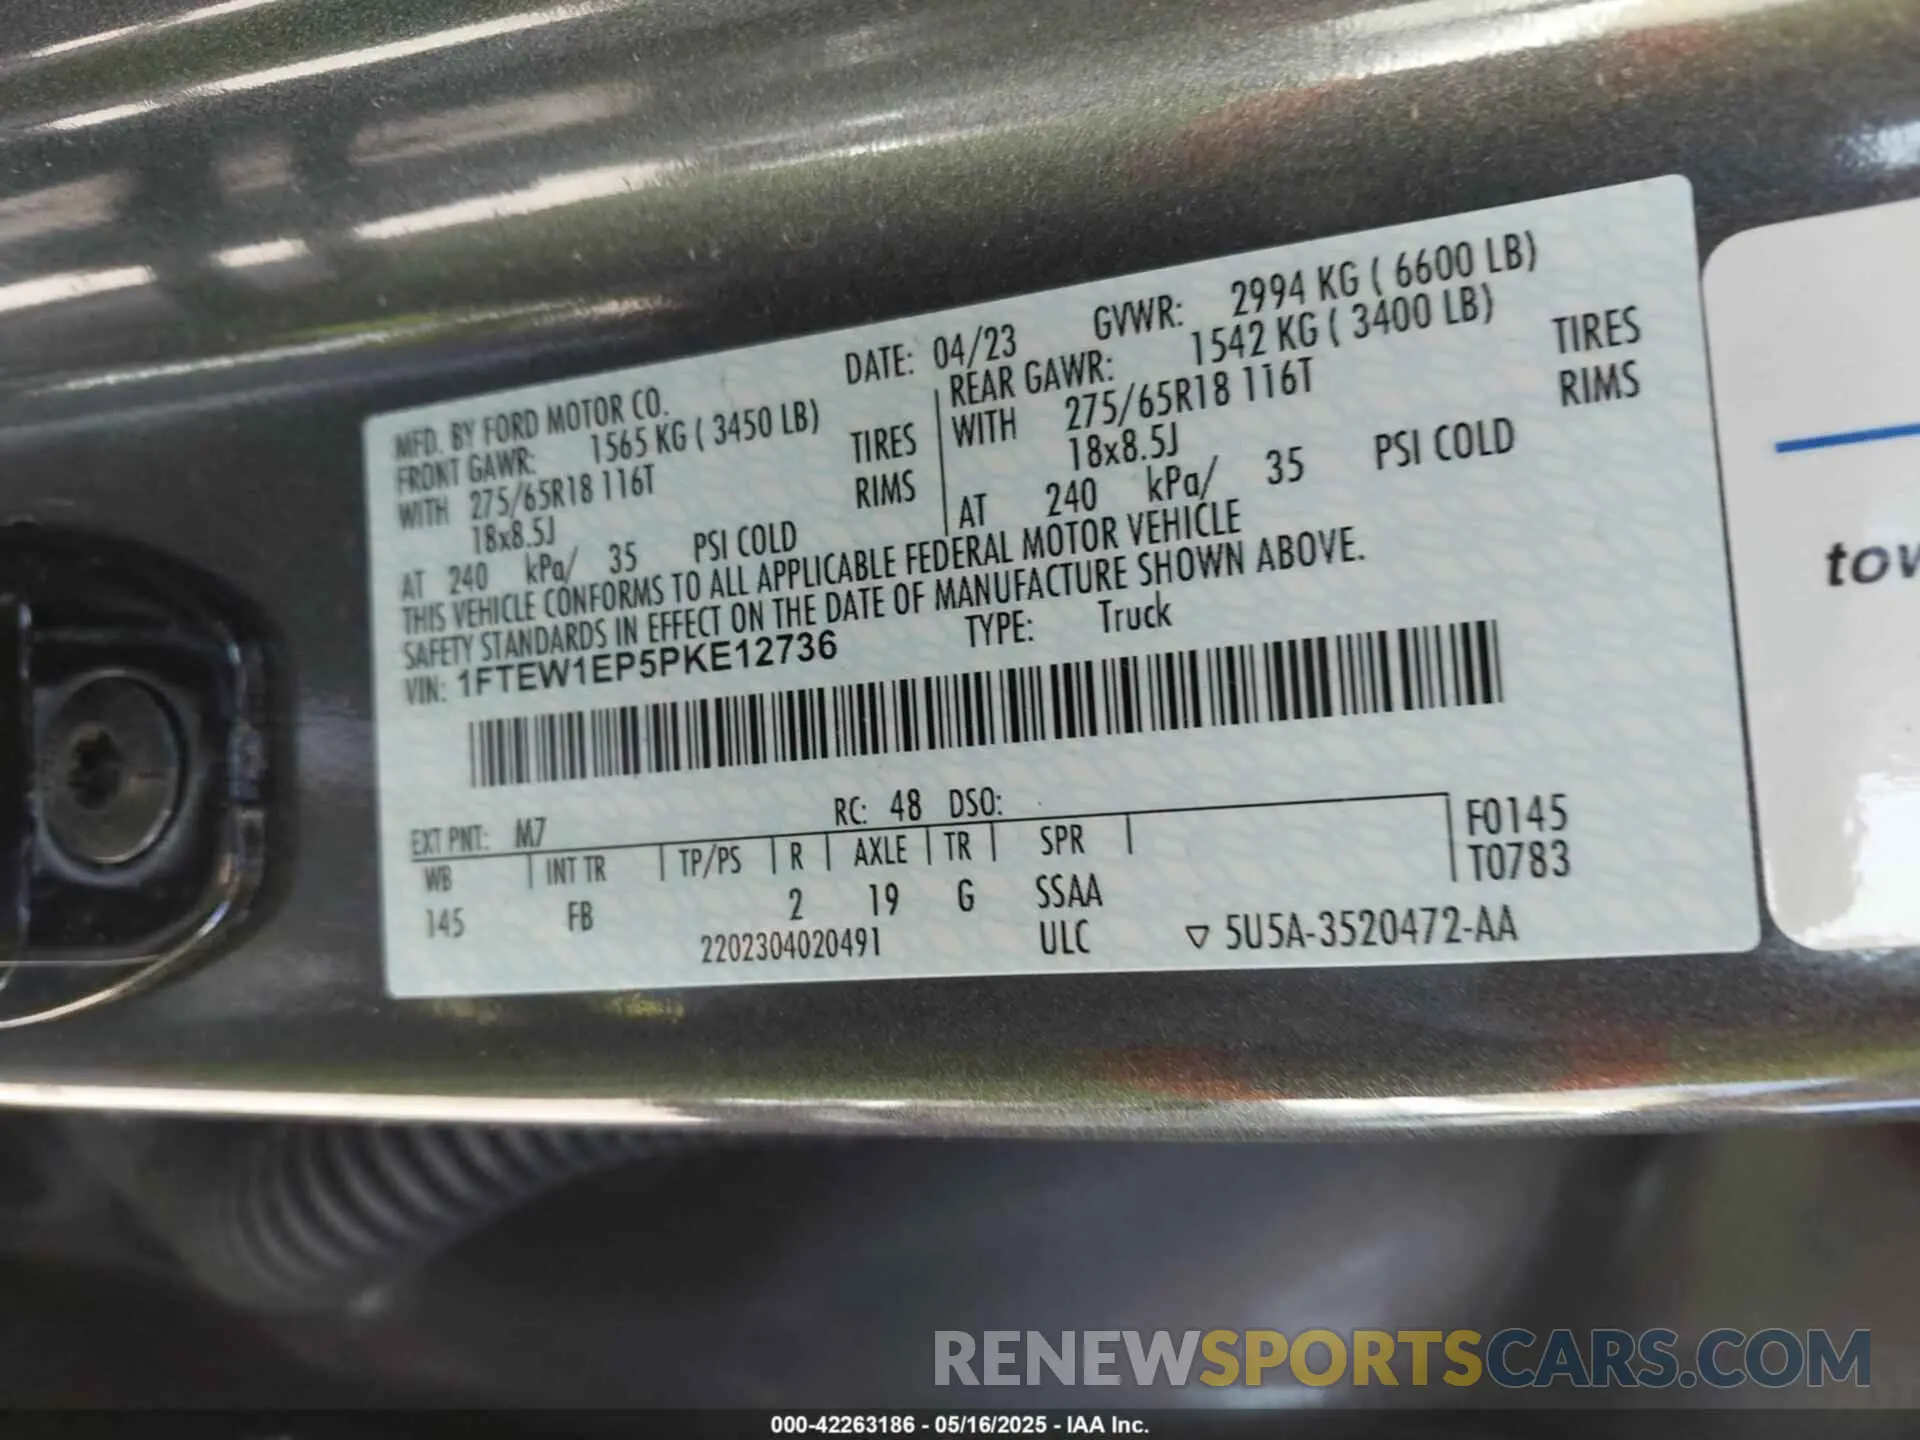 MFD. BY FORD MOTOR CO.
DATE: 04/23 GVWR: 2994 KG ( 6600 LB)
FRONT GAWR: 1565 KG ( 3450 LB)
WITH 275/65R18 116T TIRES
18x8.5J RIMS
AT 240 kPa/ 35 PSI COLD
REAR GAWR: 1542 KG ( 3400 LB)
WITH 275/65R18 116T TIRES
18x8.5J RIMS
AT 240 kPa/ 35 PSI COLD
THIS VEHICLE CONFORMS TO ALL APPLICABLE FEDERAL MOTOR VEHICLE
SAFETY STANDARDS IN EFFECT ON THE DATE OF MANUFACTURE SHOWN ABOVE.
VIN: 1FTEW1EP5PKE12736 TYPE: Truck
EXT PNT: M7 RC: 48 DSO:
WB INT TR TP/PS R AXLE TR SPR
145 FB 2 19 G SSAA
F0145
T0783
2202304020491 ULC ▽ 5U5A-3520472-AA
RENEWSPORTSCARS.COM
000-42263186 - 05/16/2025 - IAA Inc.